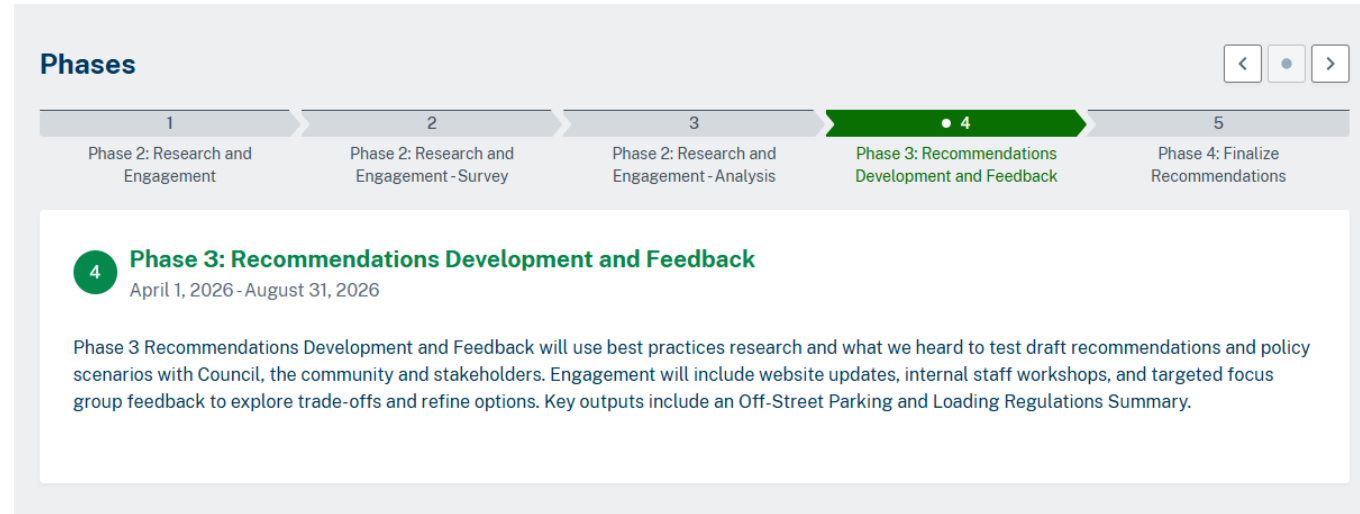 Phases
1
2
3
4
5
Phase 2: Research and
Engagement
Phase 2: Research and
Engagement - Survey
Phase 2: Research and
Engagement - Analysis
Phase 3: Recommendations
Development and Feedback
Phase 4: Finalize
Recommendations
4
Phase 3: Recommendations Development and Feedback
April 1, 2026 - August 31, 2026
Phase 3 Recommendations Development and Feedback will use best practices research and what we heard to test draft recommendations and policy
scenarios with Council, the community and stakeholders. Engagement will include website updates, internal staff workshops, and targeted focus
group feedback to explore trade-offs and refine options. Key outputs include an Off-Street Parking and Loading Regulations Summary.